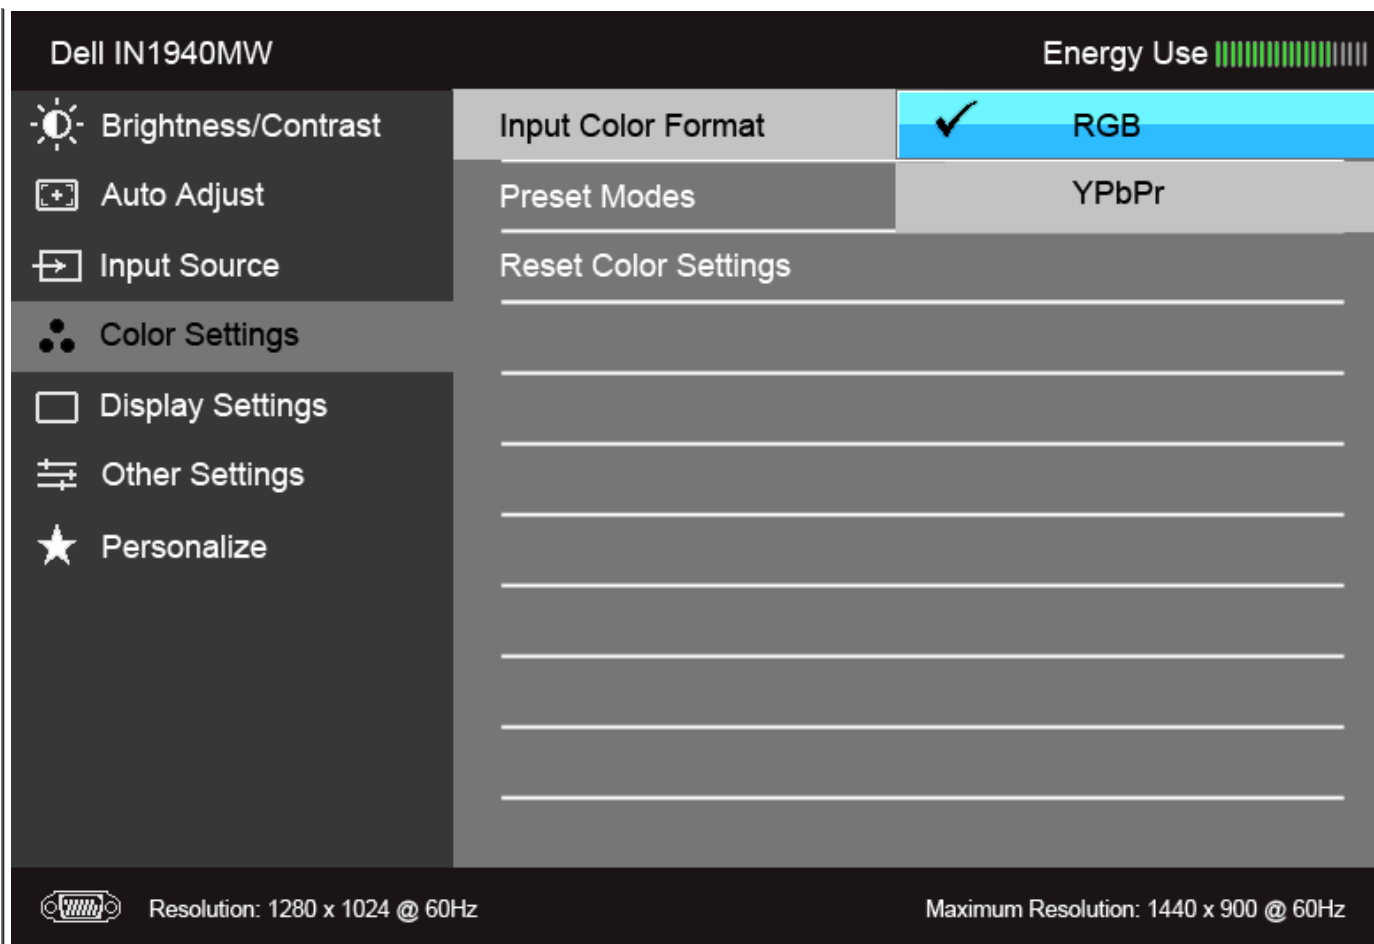 Dell IN1940MW
Energy Use
Brightness/Contrast
Auto Adjust
Input Source
Color Settings
Display Settings
Other Settings
Personalize
Input Color Format
RGB
Preset Modes
YPbPr
Reset Color Settings
Resolution: 1280 x 1024 @ 60Hz
Maximum Resolution: 1440 x 900 @ 60Hz